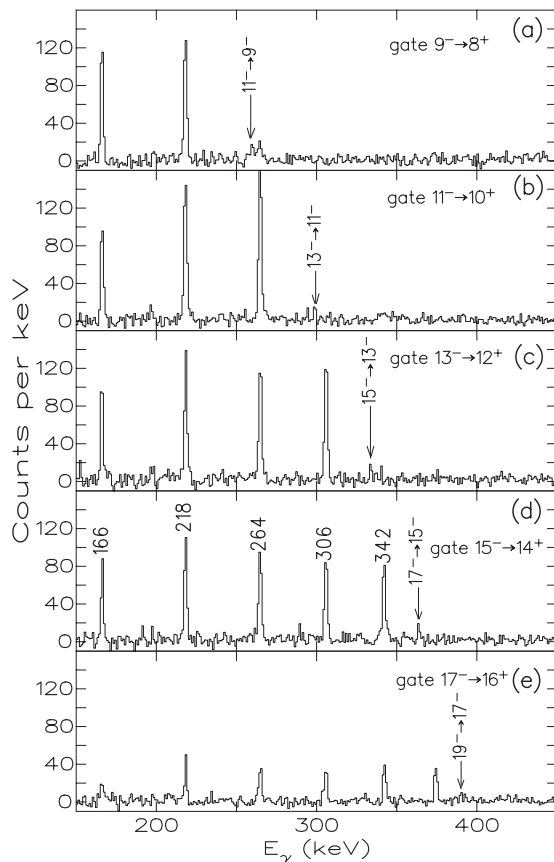 120
80
40
0
(a)
gate 9⁻→8⁺
11⁻→9⁻
120
80
40
0
(b)
gate 11⁻→10⁺
13⁻→11⁻
120
80
40
0
(c)
gate 13⁻→12⁺
15⁻→13⁻
120
80
40
0
(d)
gate 15⁻→14⁺
166
218
264
306
342
17⁻→15⁻
120
80
40
0
(e)
gate 17⁻→16⁺
19⁻→17⁻
200 300 400
Eγ (keV)
Counts per keV